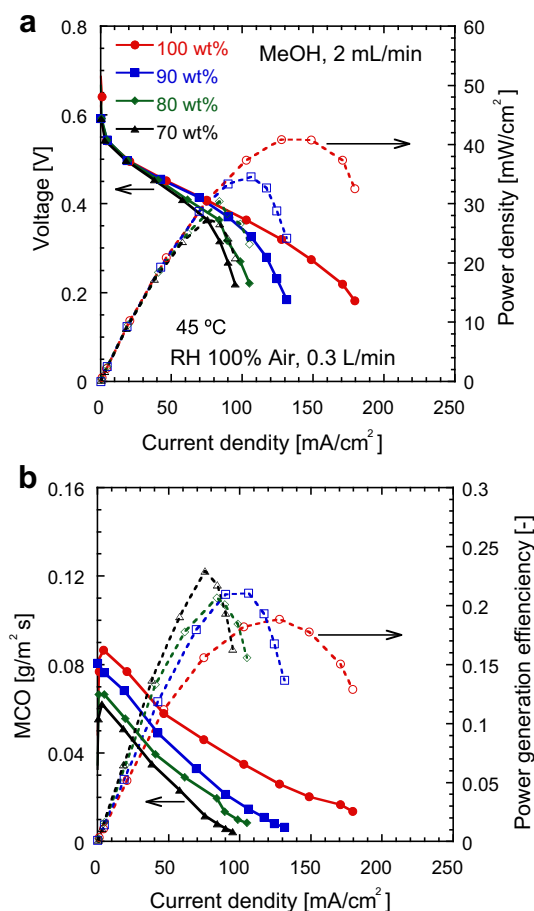 a
0.8
0.6
0.4
0.2
0
Voltage [V]
100 wt%
90 wt%
80 wt%
70 wt%
MeOH, 2 mL/min
45 ºC
RH 100% Air, 0.3 L/min
60
50
40
30
20
10
0
Power density [mW/cm²]
0 50 100 150 200 250
Current dendity [mA/cm²]
b
0.16
0.12
0.08
0.04
0
MCO [g/m² s]
0.3
0.25
0.2
0.15
0.1
0.05
0
Power generation effienciency [-]
0 50 100 150 200 250
Current dendity [mA/cm²]